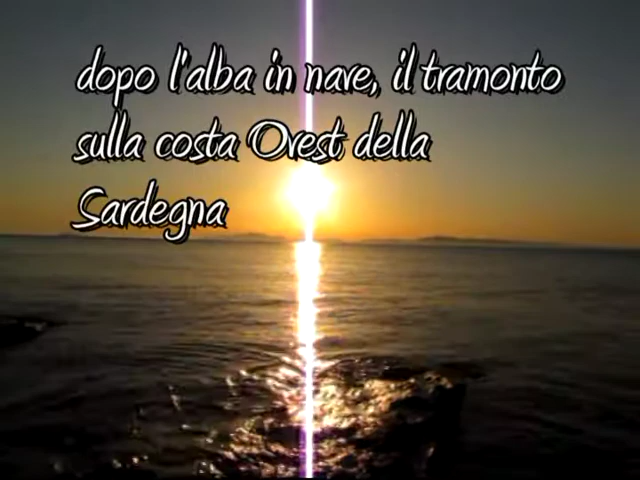 dopo l'alba in nave, il tramonto
sulla costa Ovest della
Sardegna